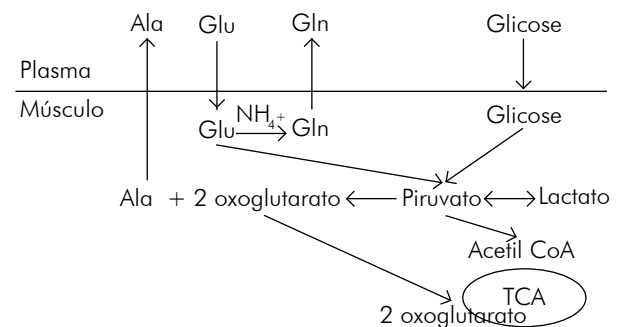 Ala Glu Gln Glicose
Plasma
Músculo
NH4+
Glu Gln Glicose
Ala + 2 oxoglutarato Piruvato Lactato
Acetil CoA
TCA
2 oxoglutarato